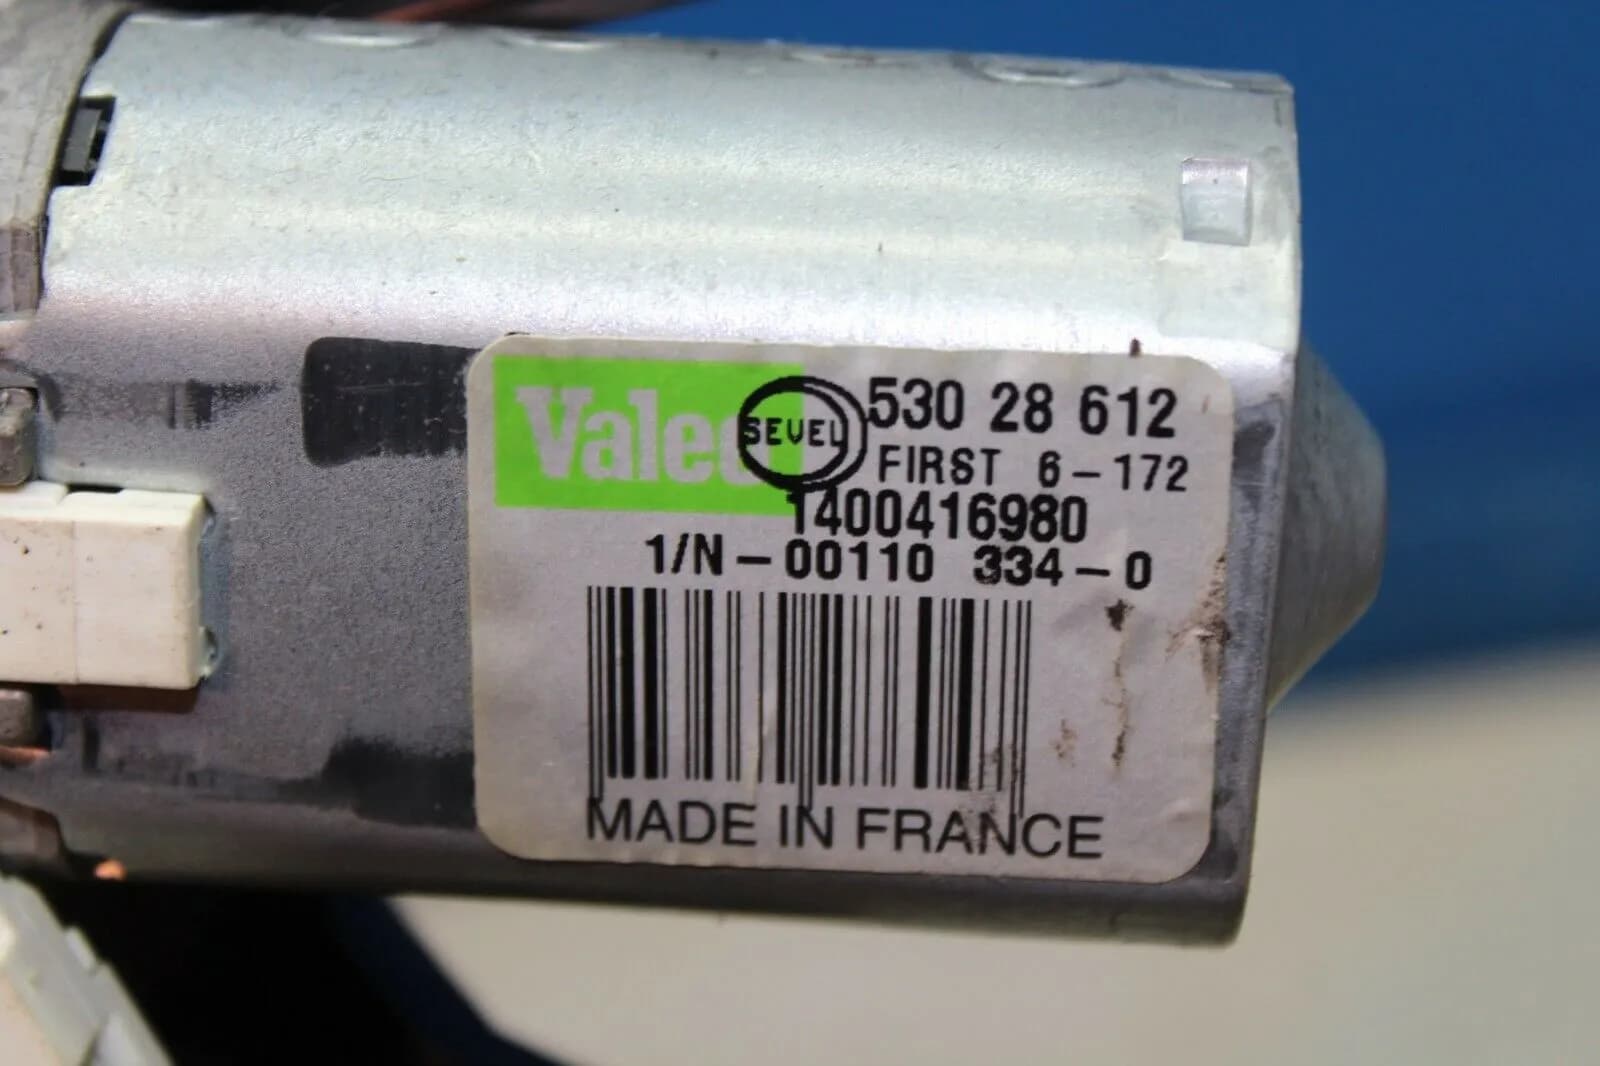 Valeo SEVEL 530 28 612
FIRST 6-172
1400416980
1/N-00110 334-0
MADE IN FRANCE